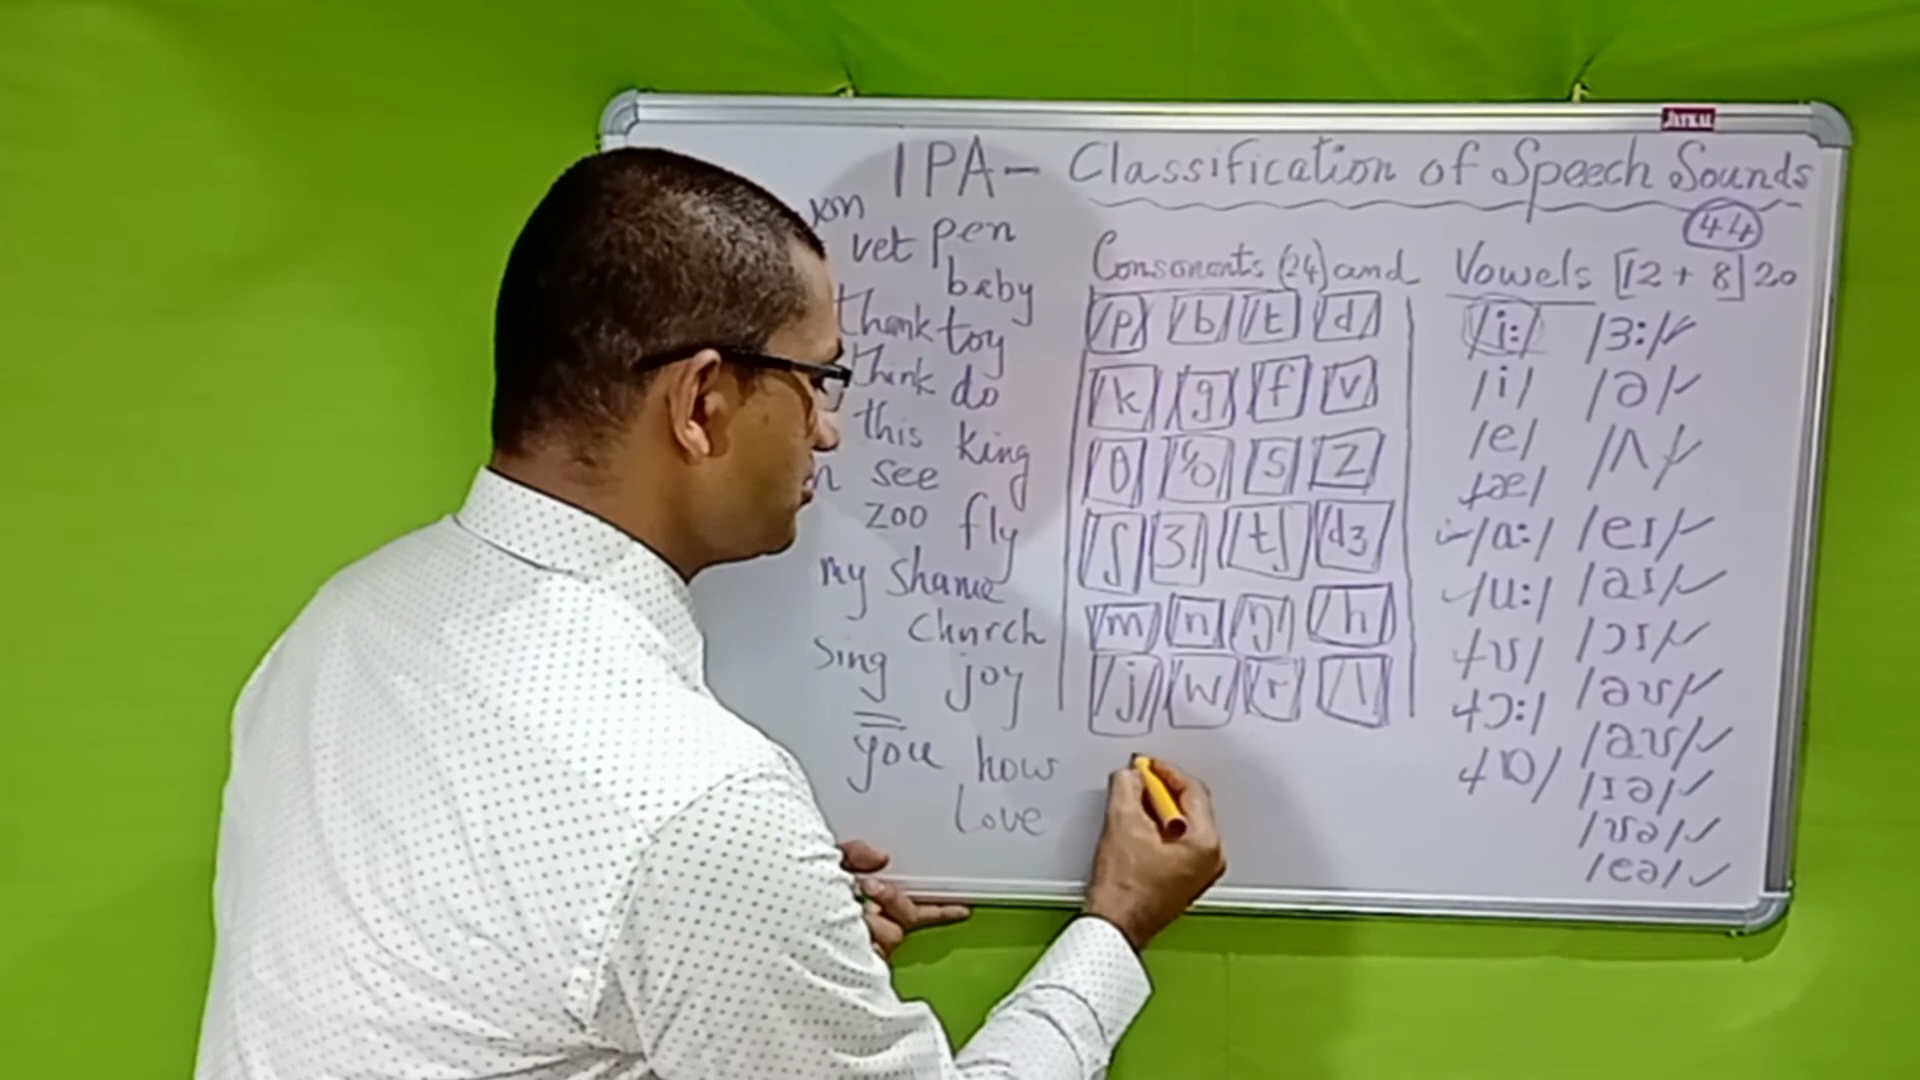 JAYKAL
IPA - Classification of Speech Sounds
44
Consonants (24) and Vowels [12 + 8] 20
vet pen
baby
thank toy
think do
this king
see
zoo fly
my share
church
sing joy
you how
love
/p/ /b/ /t/ /d/
/k/ /g/ /f/ /v/
/θ/ /ð/ /s/ /z/
/ʃ/ /ʒ/ /tʃ/ /dʒ/
/m/ /n/ /ŋ/ /h/
/j/ /w/ /r/ /l/
/i:/ /ɜ:/ ✓
/i/ /ə/ ✓
/e/ /ʌ/ ✓
/æ/
/ɑ:/ /eɪ/ ✓
/u:/ /aɪ/ ✓
/ʊ/ /ɔɪ/ ✓
/ɔ:/ /əʊ/ ✓
/ɒ/ /aʊ/ ✓
/ɪə/ ✓
/ʊə/ ✓
/eə/ ✓